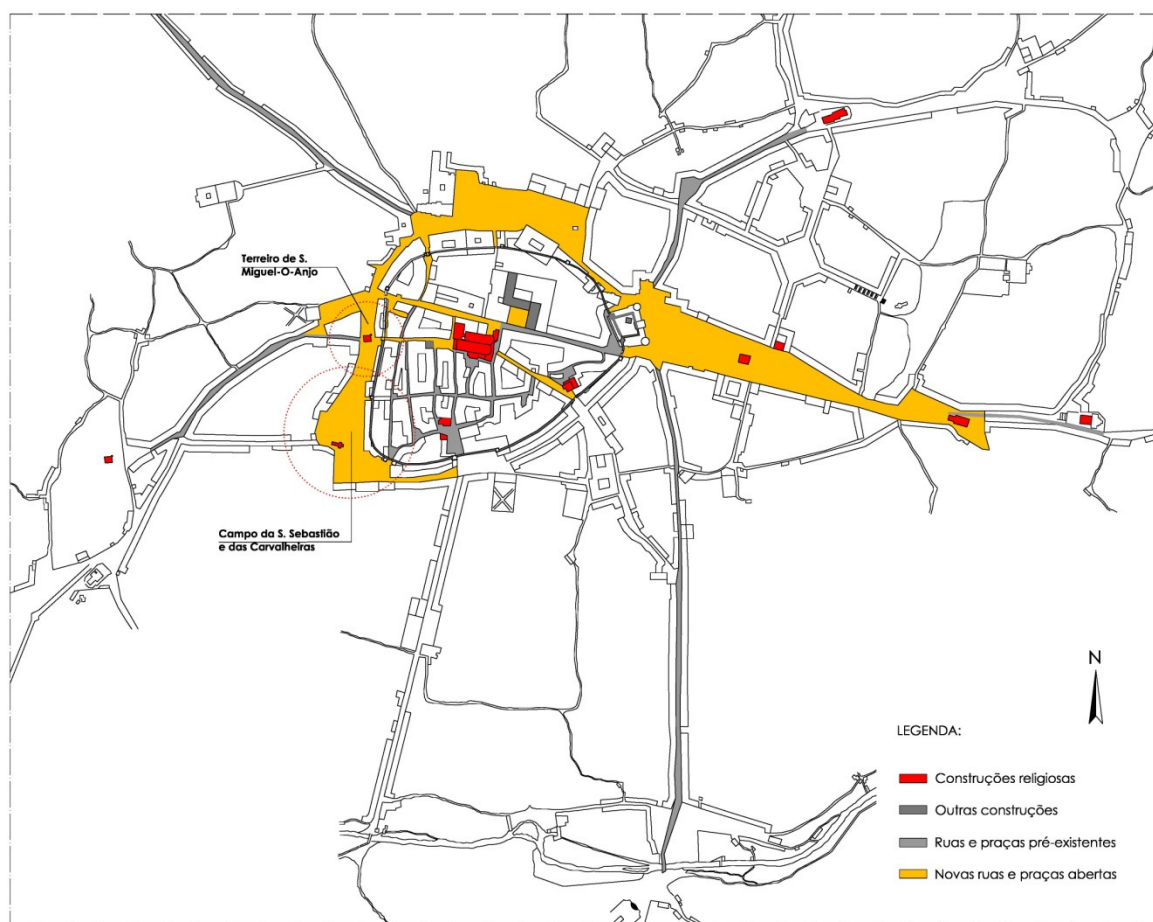 Terreiro de S.
Miguel-O-Anjo
Campo da S. Sebastião
e das Carvalheiras
N
LEGENDA:
Construções religiosas
Outras construções
Ruas e praças pré-existentes
Novas ruas e praças abertas